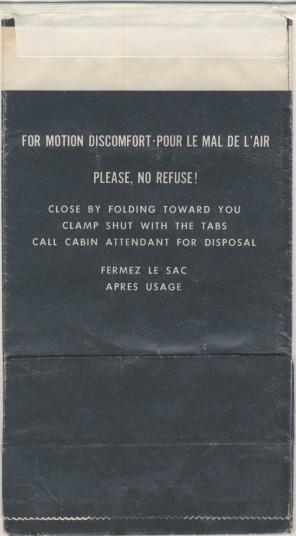 FOR MOTION DISCOMFORT·POUR LE MAL DE L'AIR
PLEASE, NO REFUSE!
CLOSE BY FOLDING TOWARD YOU
CLAMP SHUT WITH THE TABS
CALL CABIN ATTENDANT FOR DISPOSAL
FERMEZ LE SAC
APRES USAGE